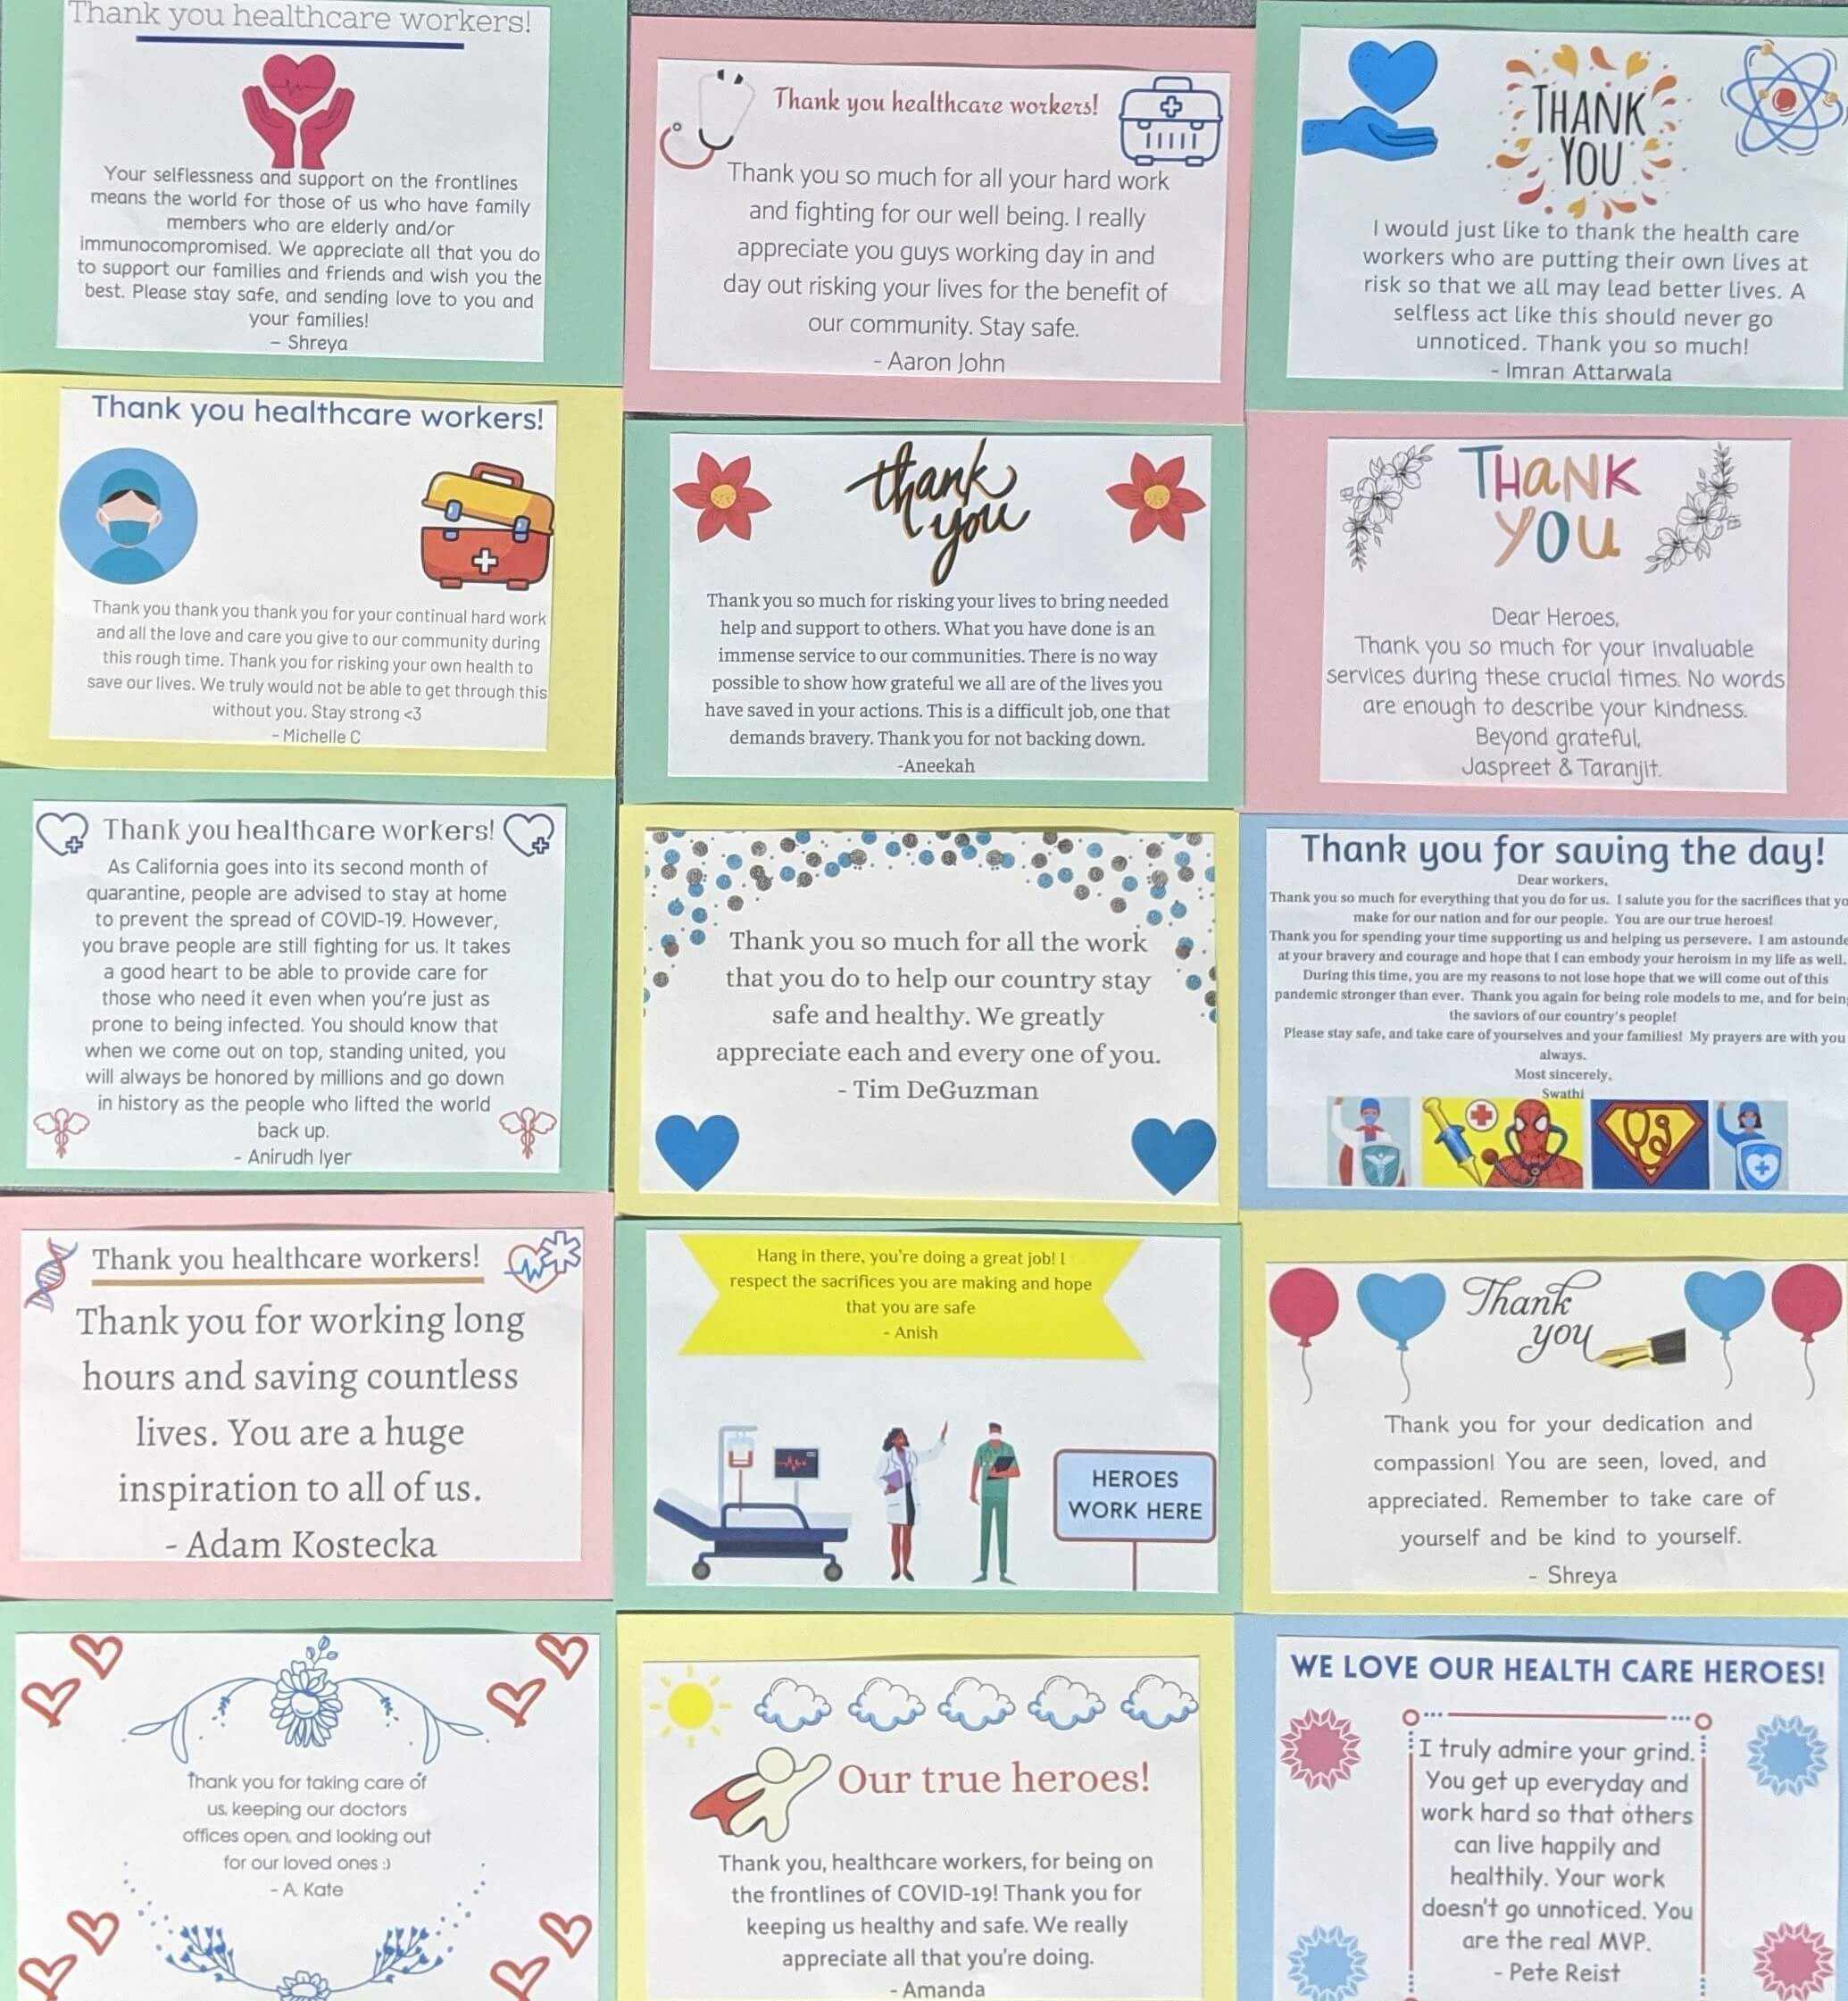 Thank you healthcare workers!
Your selflessness and support on the frontlines
means the world for those of us who have family
members who are elderly and/or
immunocompromised. We appreciate all that you do
to support our families and friends and wish you the
best. Please stay safe, and sending love to you and
your families!
- Shreya
Thank you healthcare workers!
Thank you so much for all your hard work
and fighting for our well being. I really
appreciate you guys working day in and
day out risking your lives for the benefit of
our community. Stay safe.
- Aaron John
THANK
YOU
I would just like to thank the health care
workers who are putting their own lives at
risk so that we all may lead better lives. A
selfless act like this should never go
unnoticed. Thank you so much!
- Imran Attarwala
Thank you healthcare workers!
Thank you thank you thank you for your continual hard work
and all the love and care you give to our community during
this rough time. Thank you for risking your own health to
save our lives. We truly would not be able to get through this
without you. Stay strong <3
- Michelle C
thank
you
Thank you so much for risking your lives to bring needed
help and support to others. What you have done is an
immense service to our communities. There is no way
possible to show how grateful we all are of the lives you
have saved in your actions. This is a difficult job, one that
demands bravery. Thank you for not backing down.
-Aneekah
THaNK
YOU
Dear Heroes,
Thank you so much for your invaluable
services during these crucial times. No words
are enough to describe your kindness.
Beyond grateful,
Jaspreet & Taranjit.
Thank you healthcare workers!
As California goes into its second month of
quarantine, people are advised to stay at home
to prevent the spread of COVID-19. However,
you brave people are still fighting for us. It takes
a good heart to be able to provide care for
those who need it even when you're just as
prone to being infected. You should know that
when we come out on top, standing united, you
will always be honored by millions and go down
in history as the people who lifted the world
back up.
- Anirudh Iyer
Thank you so much for all the work
that you do to help our country stay
safe and healthy. We greatly
appreciate each and every one of you.
- Tim DeGuzman
Thank you for saving the day!
Dear workers,
Thank you so much for everything that you do for us. I salute you for the sacrifices that yo
make for our nation and for our people. You are our true heroes!
Thank you for spending your time supporting us and helping us persevere. I am astounde
at your bravery and courage and hope that I can embody your heroism in my life as well.
During this time, you are my reasons to not lose hope that we will come out of this
pandemic stronger than ever. Thank you again for being role models to me, and for bein
the saviors of our country's people!
Please stay safe, and take care of yourselves and your families! My prayers are with you
always.
Most sincerely,
Swathi
Thank you healthcare workers!
Thank you for working long
hours and saving countless
lives. You are a huge
inspiration to all of us.
- Adam Kostecka
Hang in there, you're doing a great job! I
respect the sacrifices you are making and hope
that you are safe
- Anish
HEROES
WORK HERE
Thank
you
Thank you for your dedication and
compassion! You are seen, loved, and
appreciated. Remember to take care of
yourself and be kind to yourself.
- Shreya
Thank you for taking care of
us, keeping our doctors
offices open, and looking out
for our loved ones :)
- A. Kate
Our true heroes!
Thank you, healthcare workers, for being on
the frontlines of COVID-19! Thank you for
keeping us healthy and safe. We really
appreciate all that you're doing.
- Amanda
WE LOVE OUR HEALTH CARE HEROES!
I truly admire your grind.
You get up everyday and
work hard so that others
can live happily and
healthily. Your work
doesn't go unnoticed. You
are the real MVP.
- Pete Reist